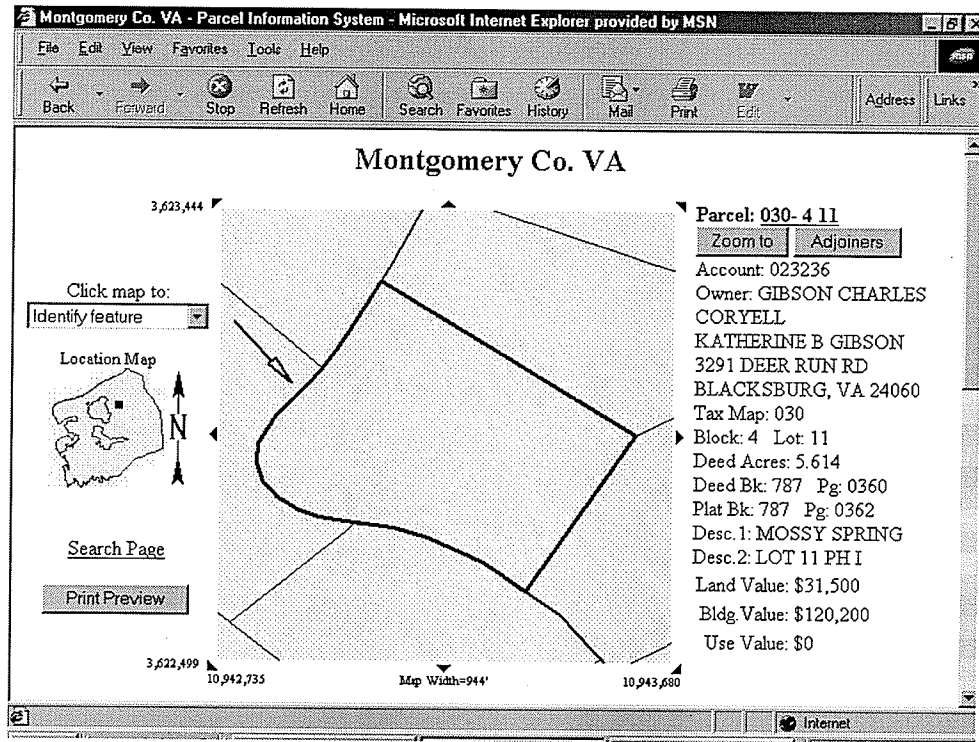 Montgomery Co. VA - Parcel Information System - Microsoft Internet Explorer provided by MSN
File Edit View Favorites Tools Help
msn
Back Forward Stop Refresh Home Search Favorites History Mail Print Edit Address Links »
Montgomery Co. VA
3,623,444
Click map to:
Identify feature
Location Map
N
Search Page
Print Preview
3,622,499
10,942,735
Map Width=944'
10,943,680
Parcel: 030- 4 11
Zoom to Adjoiners
Account: 023236
Owner: GIBSON CHARLES
CORYELL
KATHERINE B GIBSON
3291 DEER RUN RD
BLACKSBURG, VA 24060
Tax Map: 030
Block: 4 Lot: 11
Deed Acres: 5.614
Deed Bk: 787 Pg: 0360
Plat Bk: 787 Pg: 0362
Desc.1: MOSSY SPRING
Desc.2: LOT 11 PH I
Land Value: $31,500
Bldg. Value: $120,200
Use Value: $0
Internet